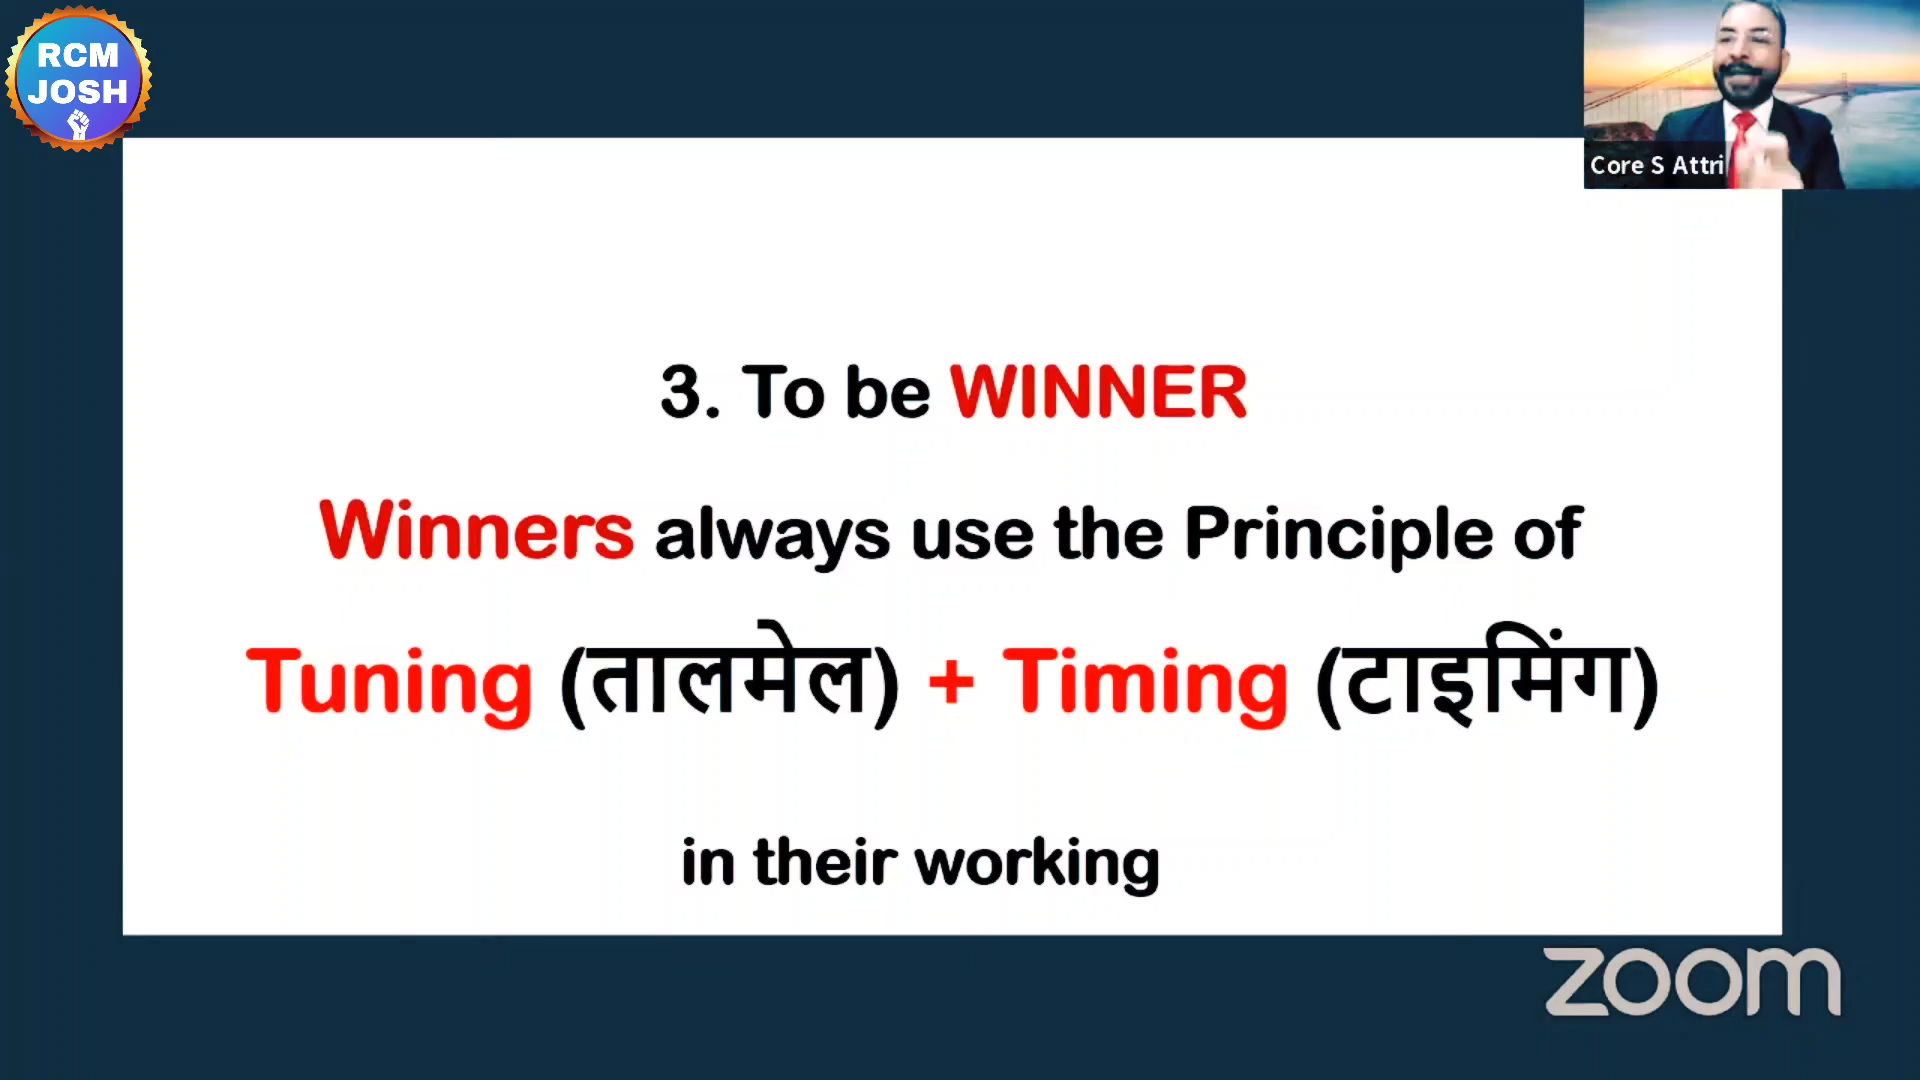 RCM
JOSH
Core S Attri
3. To be WINNER
Winners always use the Principle of
Tuning (तालमेल) + Timing (टाइमिंग)
in their working
zoom